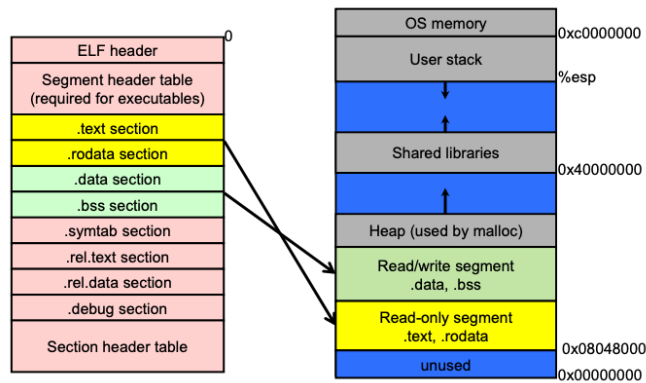 0
ELF header
Segment header table
(required for executables)
.text section
.rodata section
.data section
.bss section
.symtab section
.rel.text section
.rel.data section
.debug section
Section header table
OS memory
0xc0000000
User stack
%esp
Shared libraries
0x40000000
Heap (used by malloc)
Read/write segment
.data, .bss
Read-only segment
.text, .rodata
0x08048000
unused
0x00000000